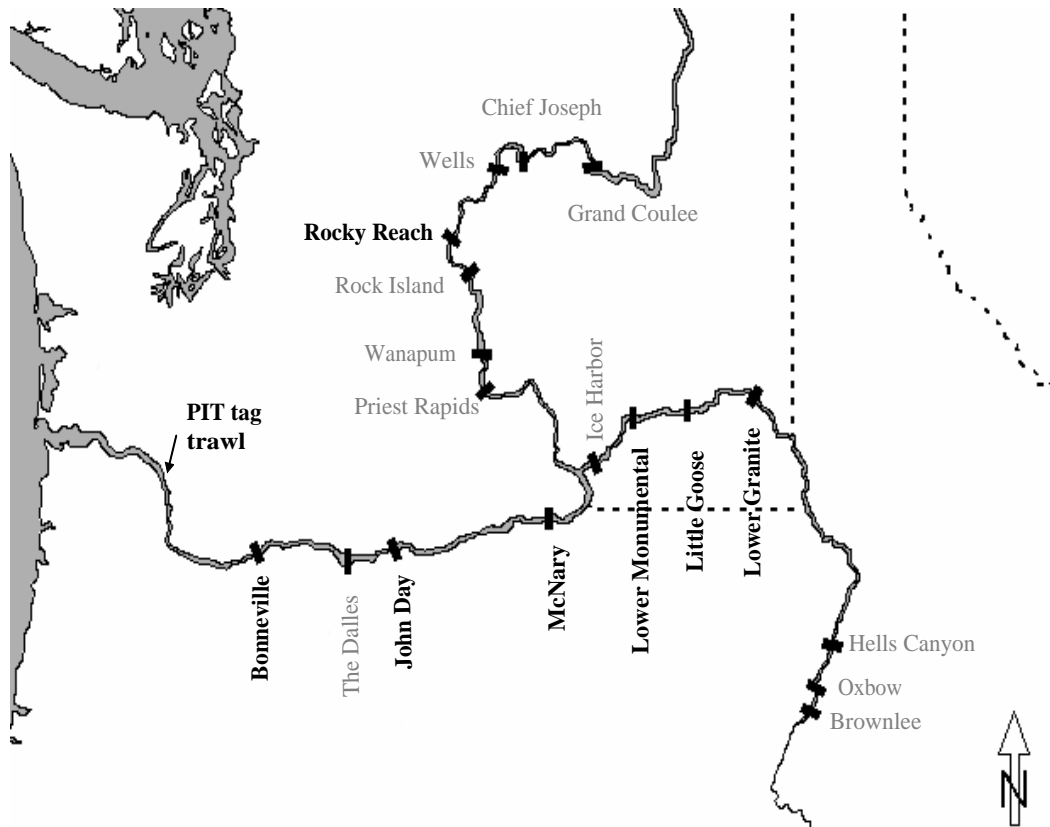 Chief Joseph
Wells
Grand Coulee
Rocky Reach
Rock Island
Wanapum
Priest Rapids
Ice Harbor
PIT tag
trawl
Lower Monumental
Little Goose
Lower Granite
McNary
Bonneville
The Dalles
John Day
Hells Canyon
Oxbow
Brownlee
N